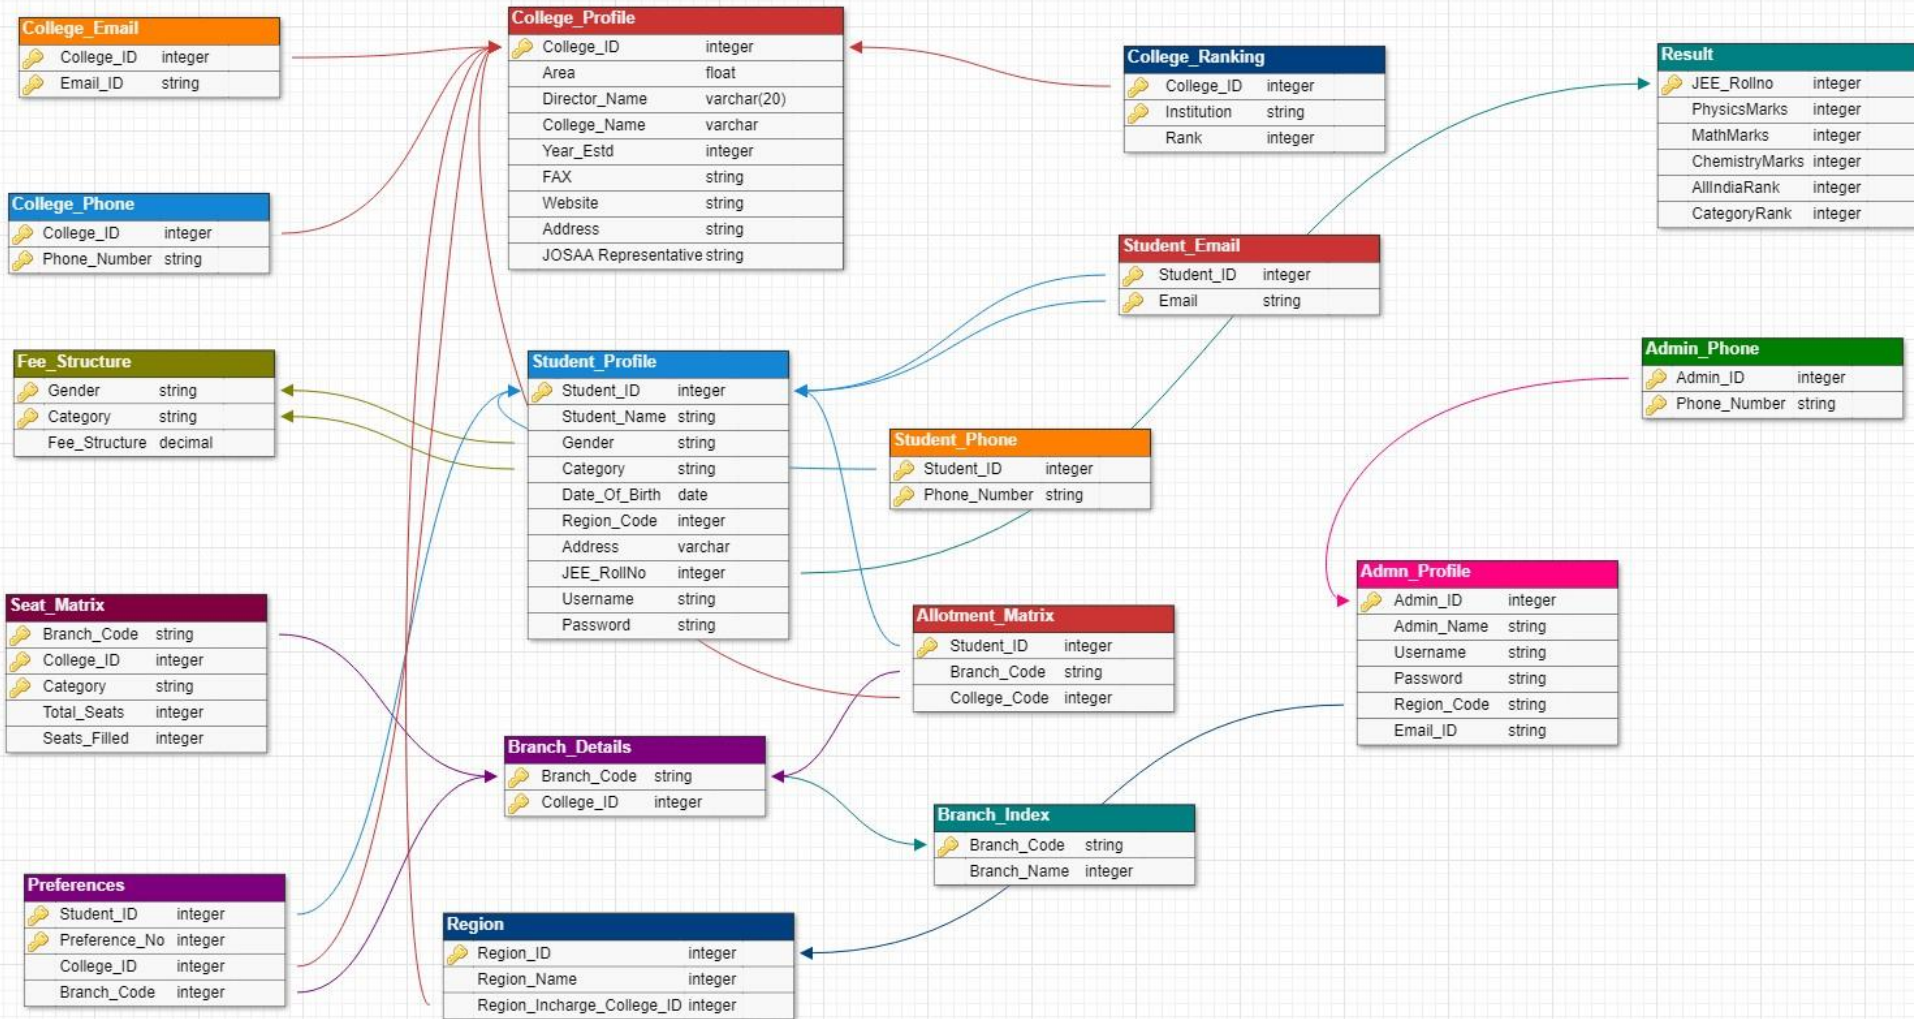 College_Email
College_ID integer
Email_ID string
College_Profile
College_ID integer
Area float
Director_Name varchar(20)
College_Name varchar
Year_Estd integer
FAX string
Website string
Address string
JOSAA Representative string
College_Ranking
College_ID integer
Institution string
Rank integer
Result
JEE_Rollno integer
PhysicsMarks integer
MathMarks integer
ChemistryMarks integer
AllIndiaRank integer
CategoryRank integer
College_Phone
College_ID integer
Phone_Number string
Student_Email
Student_ID integer
Email string
Fee_Structure
Gender string
Category string
Fee_Structure decimal
Student_Profile
Student_ID integer
Student_Name string
Gender string
Category string
Date_Of_Birth date
Region_Code integer
Address varchar
JEE_RollNo integer
Username string
Password string
Student_Phone
Student_ID integer
Phone_Number string
Admin_Phone
Admin_ID integer
Phone_Number string
Seat_Matrix
Branch_Code string
College_ID integer
Category string
Total_Seats integer
Seats_Filled integer
Allotment_Matrix
Student_ID integer
Branch_Code string
College_Code integer
Admn_Profile
Admin_ID integer
Admin_Name string
Username string
Password string
Region_Code string
Email_ID string
Branch_Details
Branch_Code string
College_ID integer
Branch_Index
Branch_Code string
Branch_Name integer
Preferences
Student_ID integer
Preference_No integer
College_ID integer
Branch_Code integer
Region
Region_ID integer
Region_Name integer
Region_Incharge_College_ID integer